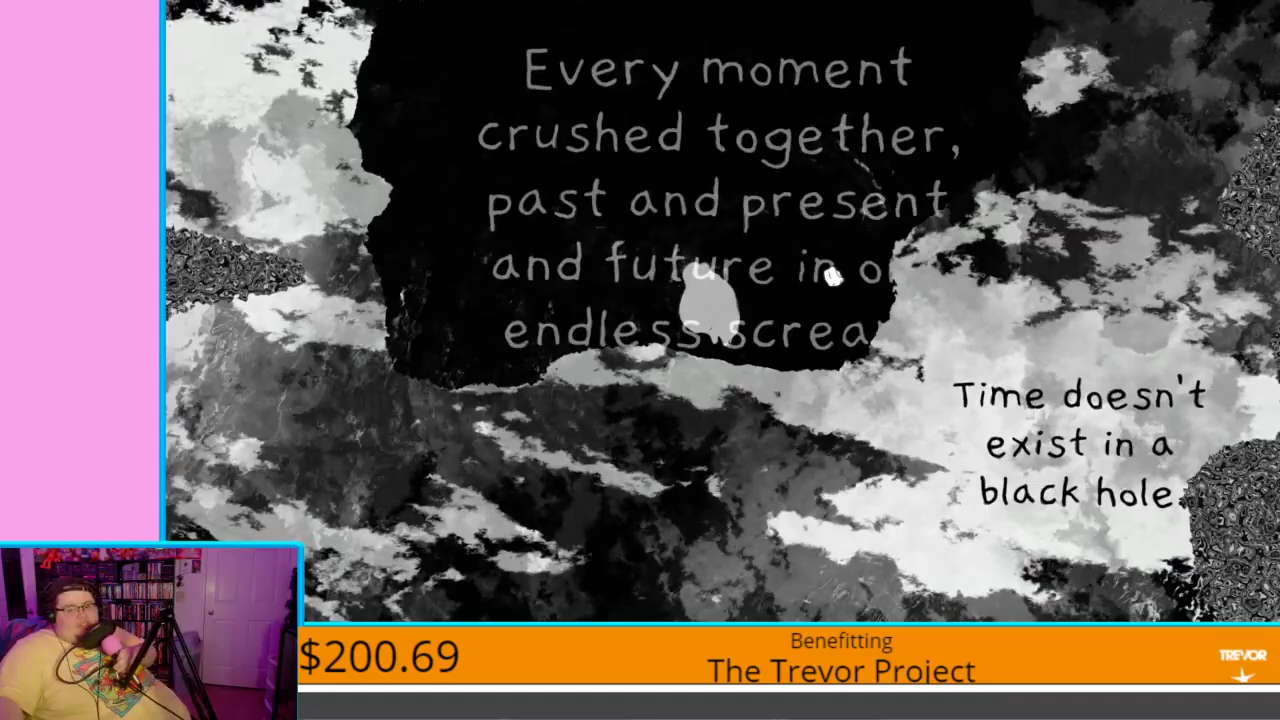 Every moment
crushed together,
past and present
and future in o
endless screa
Time doesn't
exist in a
black hole.
$200.69
Benefitting
The Trevor Project
TREVOR